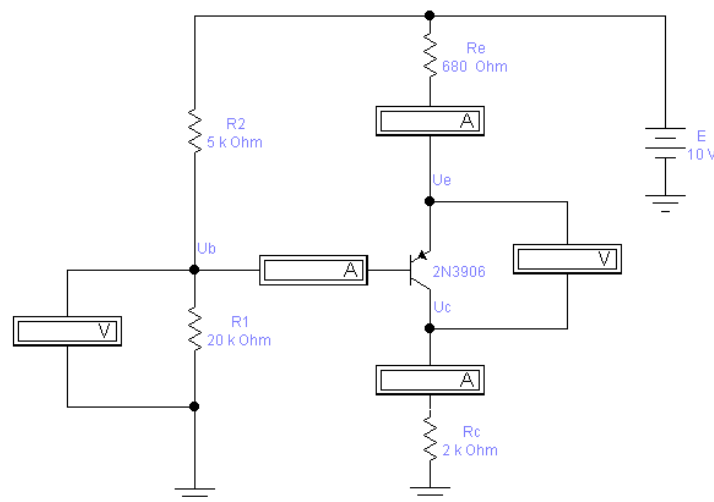 Re
680 Ohm
A
R2
5 k Ohm
E
10 V
Ue
Ub
A
2N3906
V
Uc
V
R1
20 k Ohm
A
Rc
2 k Ohm